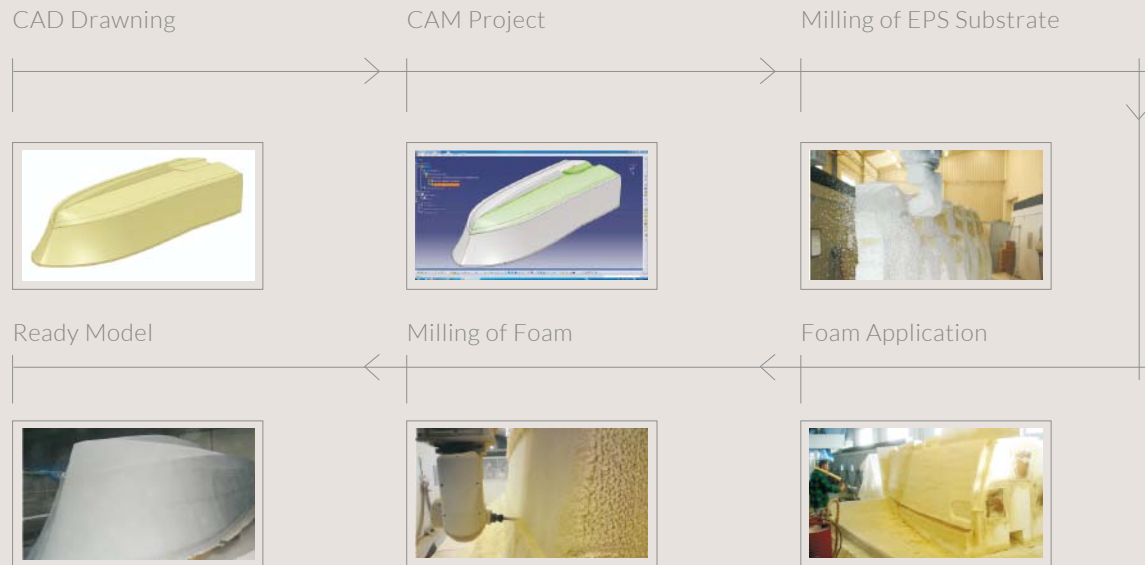 CAD Drawning
CAM Project
Milling of EPS Substrate
Ready Model
Milling of Foam
Foam Application